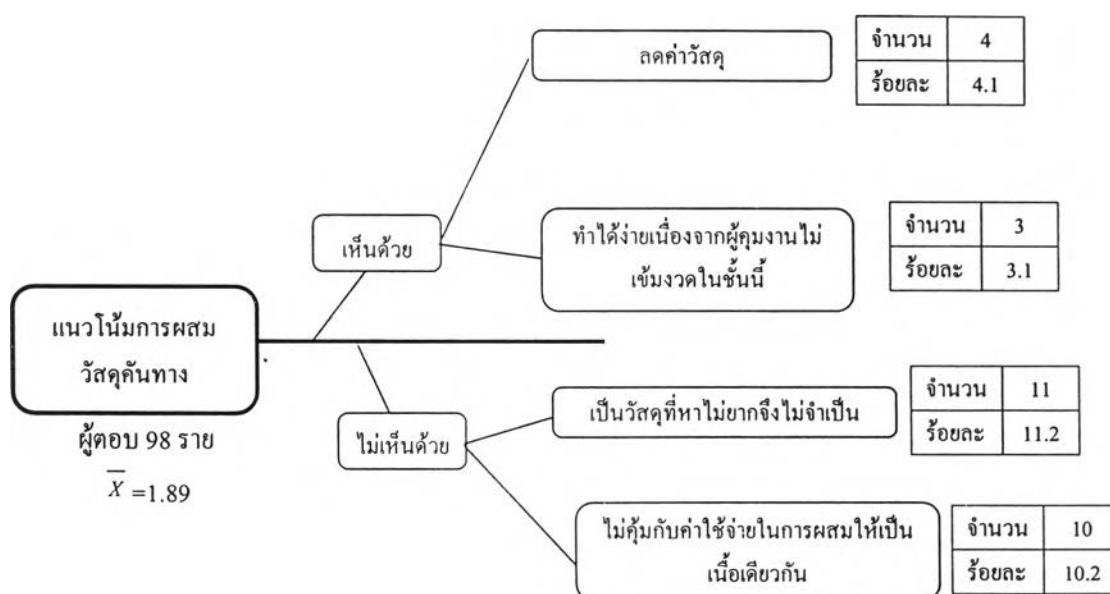 ลดค่าวัสดุ
จำนวน 4
ร้อยละ 4.1
เห็นด้วย
ทำได้ง่ายเนื่องจากผู้คุมงานไม่
เข้มงวดในชั้นนี้
จำนวน 3
ร้อยละ 3.1
แนวโน้มการผสม
วัสดุคันทาง
ผู้ตอบ 98 ราย
X̄ =1.89
ไม่เห็นด้วย
เป็นวัสดุที่หาไม่ยากจึงไม่จำเป็น
จำนวน 11
ร้อยละ 11.2
ไม่คุ้มกับค่าใช้จ่ายในการผสมให้เป็น
เนื้อเดียวกัน
จำนวน 10
ร้อยละ 10.2